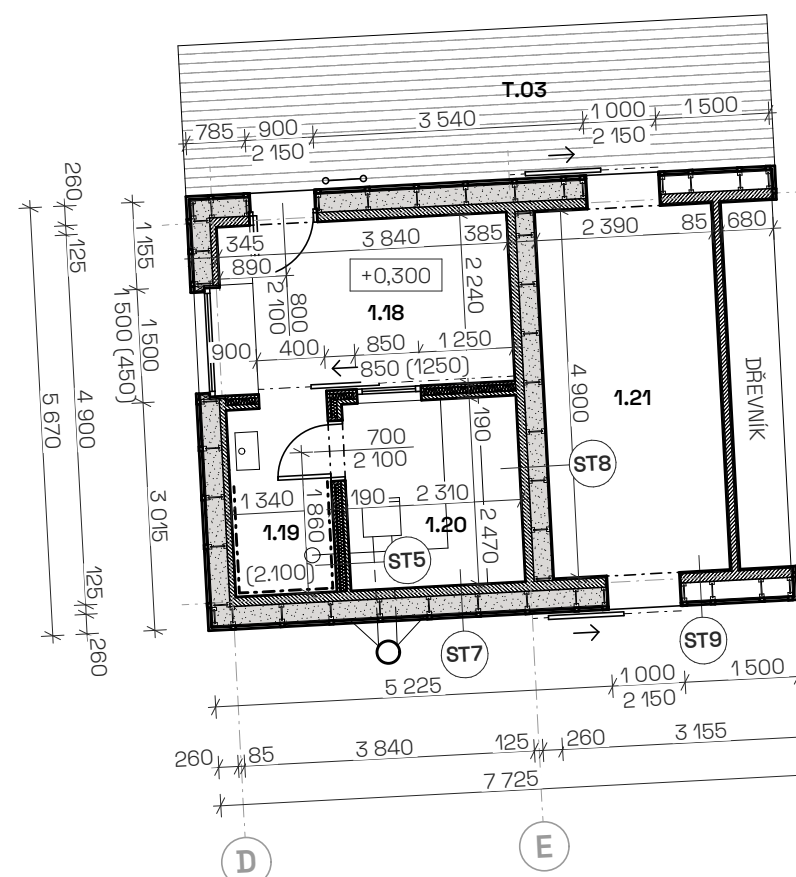 T.03
785 900 3 540 1 000 1 500
2 150 2 150
260
125
1 155
1 500 (450)
1 500
5 670
4 900
3 015
125
260
345 3 840 385 2 390 85 680
890
+0,300
2 100
800
2 240
1.18
900 400 850 1 250
850 (1250)
4 900
1.21
DŘEVNÍK
190
700
2 100
ST8
1 340 190 2 310
1 860
1.19
1.20
2 470
(2.100)
ST5
ST7
ST9
5 225 1 000 1 500
2 150
260 85 3 840 125 260 3 155
7 725
D
E